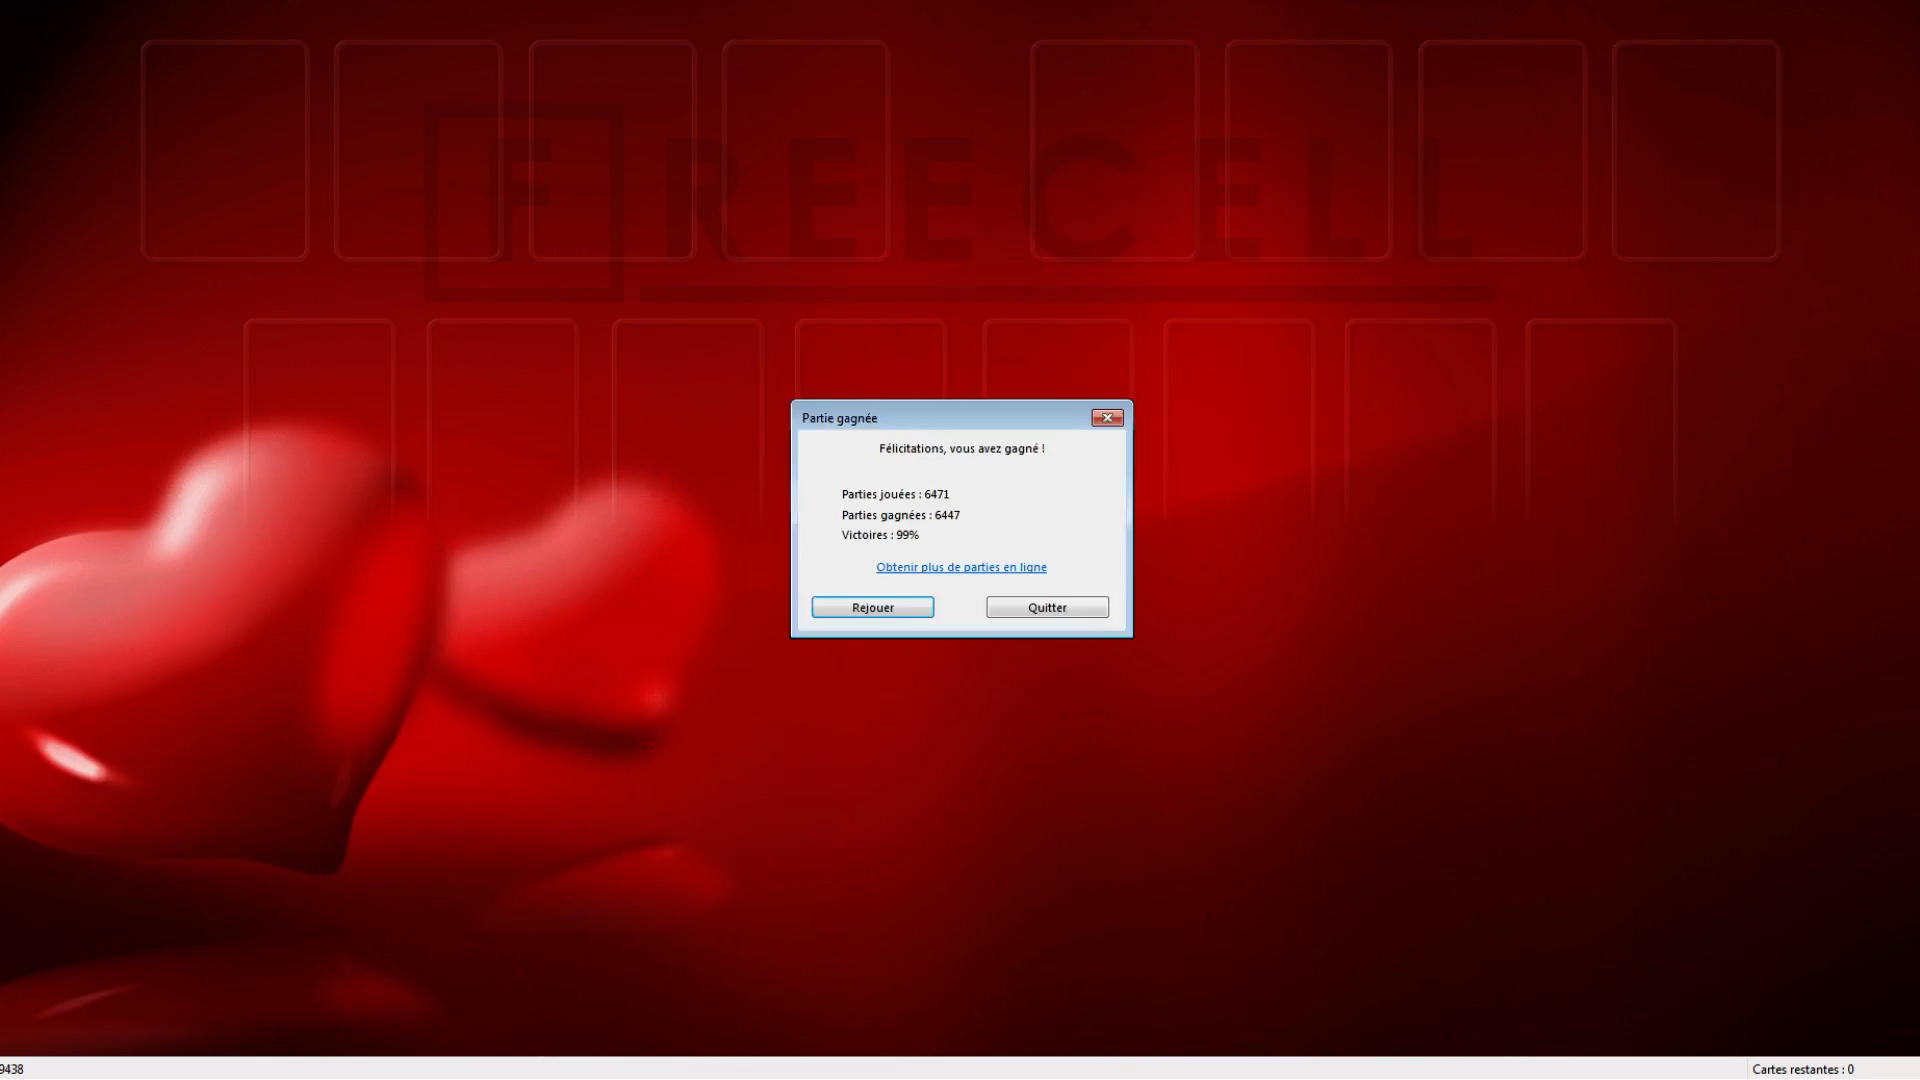 FREECELL
Partie gagnée
Félicitations, vous avez gagné !
Parties jouées : 6471
Parties gagnées : 6447
Victoires : 99%
Obtenir plus de parties en ligne
Rejouer
Quitter
9438
Cartes restantes : 0